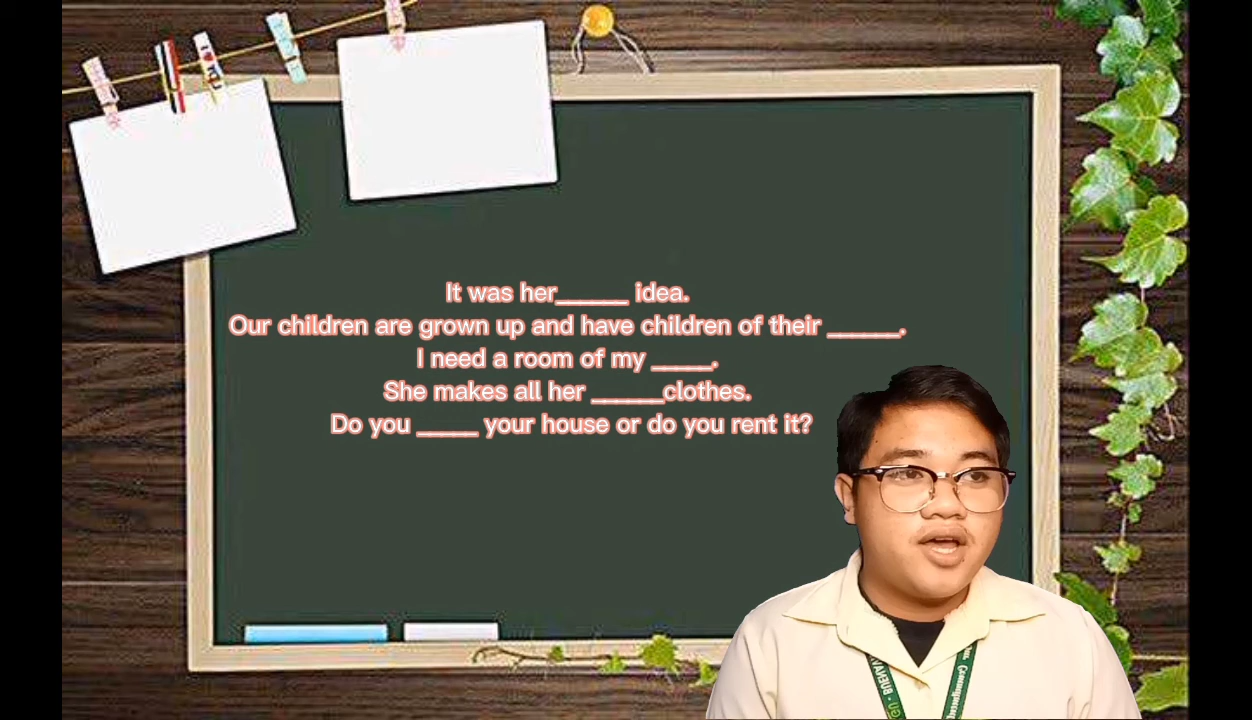 It was her______ idea.
Our children are grown up and have children of their ______.
I need a room of my _____.
She makes all her ______clothes.
Do you _____ your house or do you rent it?